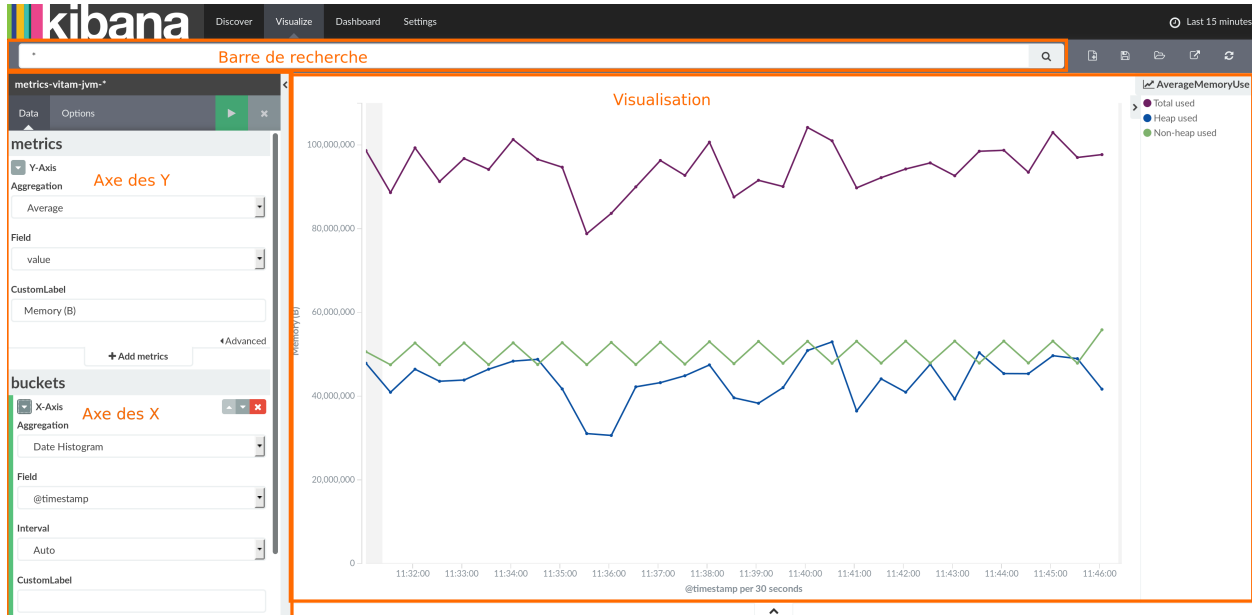 kibana
Discover Visualize Dashboard Settings Last 15 minutes
* Barre de recherche
metrics-vitam-jvm-*
Data Options
metrics
Y-Axis
Axe des Y
Aggregation
Average
Field
value
CustomLabel
Memory (B)
Advanced
Add metrics
buckets
X-Axis
Axe des X
Aggregation
Date Histogram
Field
@timestamp
Interval
Auto
CustomLabel
Visualisation
100,000,000
80,000,000
60,000,000
40,000,000
20,000,000
0
Memory (B)
11:32:00 11:33:00 11:34:00 11:35:00 11:36:00 11:37:00 11:38:00 11:39:00 11:40:00 11:41:00 11:42:00 11:43:00 11:44:00 11:45:00 11:46:00
@timestamp per 30 seconds
AverageMemoryUse
Total used
Heap used
Non-heap used